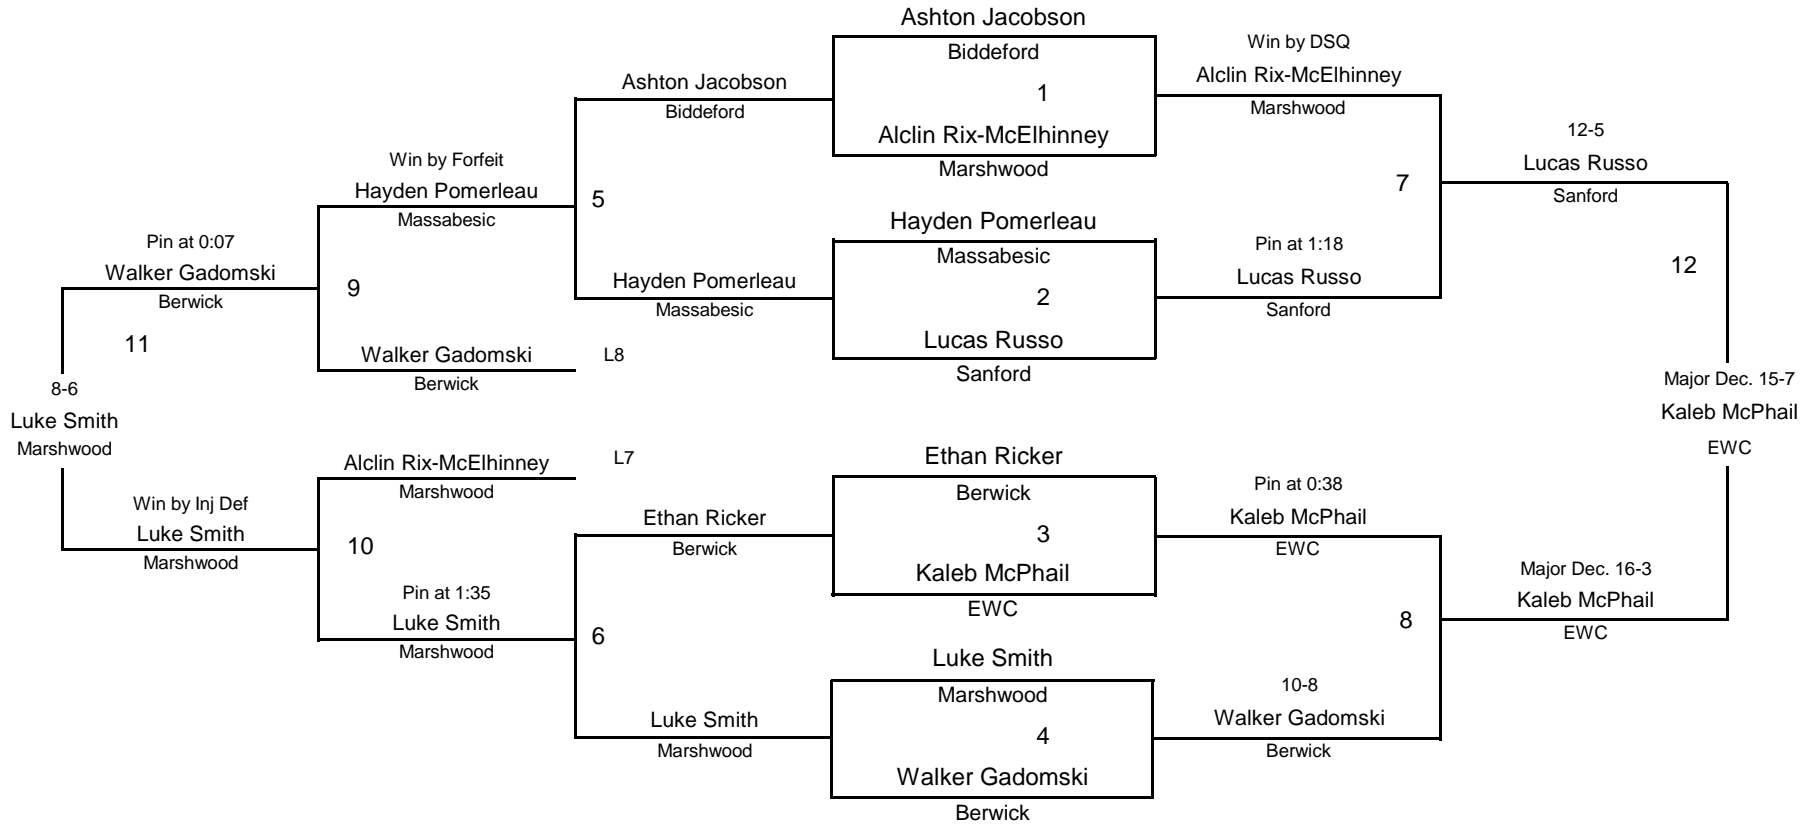 Ashton Jacobson
Biddeford
1
Alclin Rix-McElhinney
Marshwood
Win by DSQ
Alclin Rix-McElhinney
Marshwood
Ashton Jacobson
Biddeford
12-5
Lucas Russo
Sanford
Win by Forfeit
Hayden Pomerleau
Massabesic
5
7
Hayden Pomerleau
Massabesic
2
Lucas Russo
Sanford
Pin at 1:18
Lucas Russo
Sanford
Hayden Pomerleau
Massabesic
Pin at 0:07
Walker Gadomski
Berwick
9
12
11
Walker Gadomski
Berwick
L8
8-6
Luke Smith
Marshwood
Major Dec. 15-7
Kaleb McPhail
EWC
Alclin Rix-McElhinney
Marshwood
L7
Ethan Ricker
Berwick
3
Kaleb McPhail
EWC
Pin at 0:38
Kaleb McPhail
EWC
Ethan Ricker
Berwick
Win by Inj Def
Luke Smith
Marshwood
10
Pin at 1:35
Luke Smith
Marshwood
6
8
Major Dec. 16-3
Kaleb McPhail
EWC
Luke Smith
Marshwood
4
Walker Gadomski
Berwick
10-8
Walker Gadomski
Berwick
Luke Smith
Marshwood